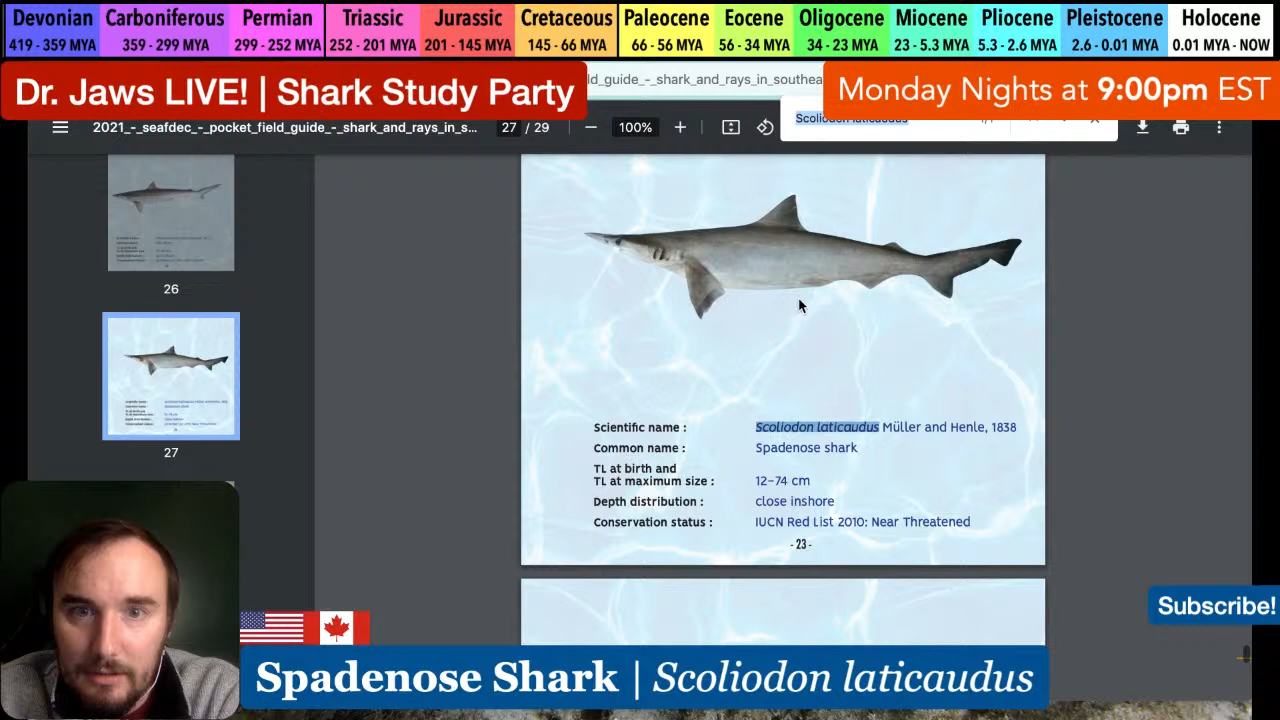 Devonian
419 - 359 MYA
Carboniferous
359 - 299 MYA
Permian
299 - 252 MYA
Triassic
252 - 201 MYA
Jurassic
201 - 145 MYA
Cretaceous
145 - 66 MYA
Paleocene
66 - 56 MYA
Eocene
56 - 34 MYA
Oligocene
34 - 23 MYA
Miocene
23 - 5.3 MYA
Pliocene
5.3 - 2.6 MYA
Pleistocene
2.6 - 0.01 MYA
Holocene
0.01 MYA - NOW
Dr. Jaws LIVE! | Shark Study Party
ld_guide_-_shark_and_rays_in_southea
Monday Nights at 9:00pm EST
2021_-_seafdec_-_pocket_field_guide_-_shark_and_rays_in_s...
27 / 29
100%
Scoliodon laticaudus
26
27
Scientific name : Scoliodon laticaudus Müller and Henle, 1838
Common name : Spadenose shark
TL at birth and
TL at maximum size : 12-74 cm
Depth distribution : close inshore
Conservation status : IUCN Red List 2010: Near Threatened
- 23 -
Subscribe!
Spadenose Shark | Scoliodon laticaudus